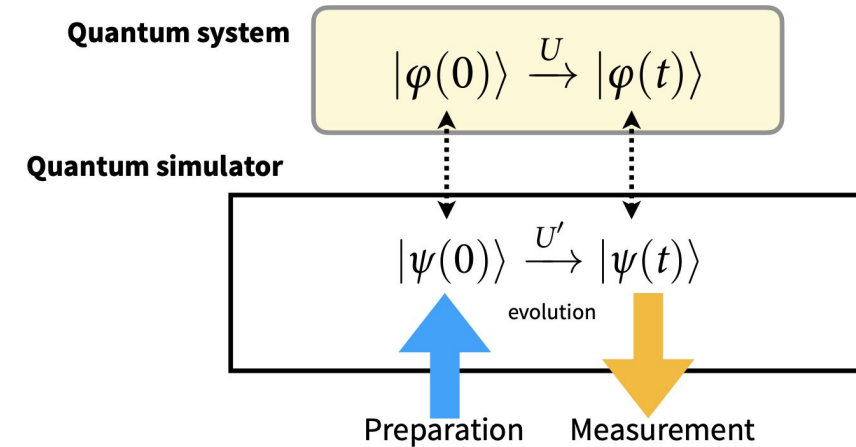 Quantum system
|φ(0)⟩ U→ |φ(t)⟩
Quantum simulator
|ψ(0)⟩ U′→ |ψ(t)⟩
evolution
Preparation Measurement